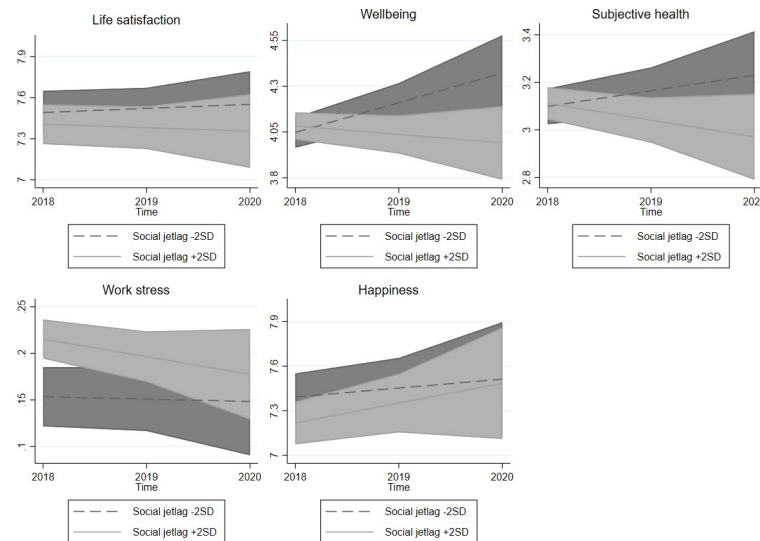 Life satisfaction
7.9
7.6
7.3
7
2018 2019 2020
Time
Social jetlag -2SD
Social jetlag +2SD
Wellbeing
4.55
4.3
4.05
3.8
2018 2019 2020
Time
Social jetlag -2SD
Social jetlag +2SD
Subjective health
3.4
3.2
3
2.8
2018 2019 202
Time
Social jetlag -2SD
Social jetlag +2SD
Work stress
.25
.2
.15
.1
2018 2019 2020
Time
Social jetlag -2SD
Social jetlag +2SD
Happiness
7.9
7.6
7.3
7
2018 2019 2020
Time
Social jetlag -2SD
Social jetlag +2SD